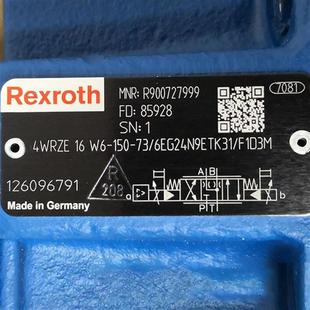 Rexroth
MNR: R900727999
7081
FD: 85928
SN: 1
4WRZE 16 W6-150-73/6EG24N9ETK31/F1D3M
126096791
R
208
Made in Germany
A B
P T